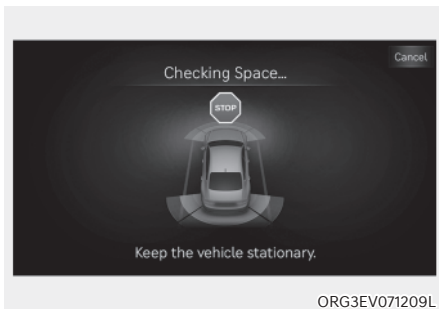 Cancel
Checking Space...
STOP
Keep the vehicle stationary.
ORG3EV071209L